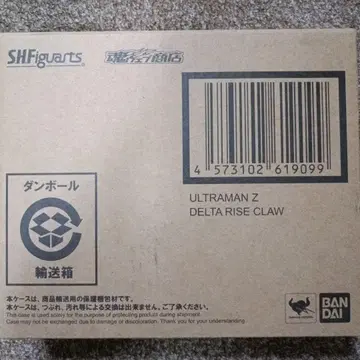 S.H.Figuarts
魂ウェブ商店
4 573102 619099
ULTRAMAN Z
DELTA RISE CLAW
ダンボール
輸送箱
本ケースは、商品輸送用の保護梱包材です。
本ケースは、つぶれ、汚れ等による交換は出来ません。ご了承ください。
This case is used solely for the purpose of protecting product during shipment.
Case may not be exchanged due to damage or discoloration. Thank you for your understanding.
BAN
DAI